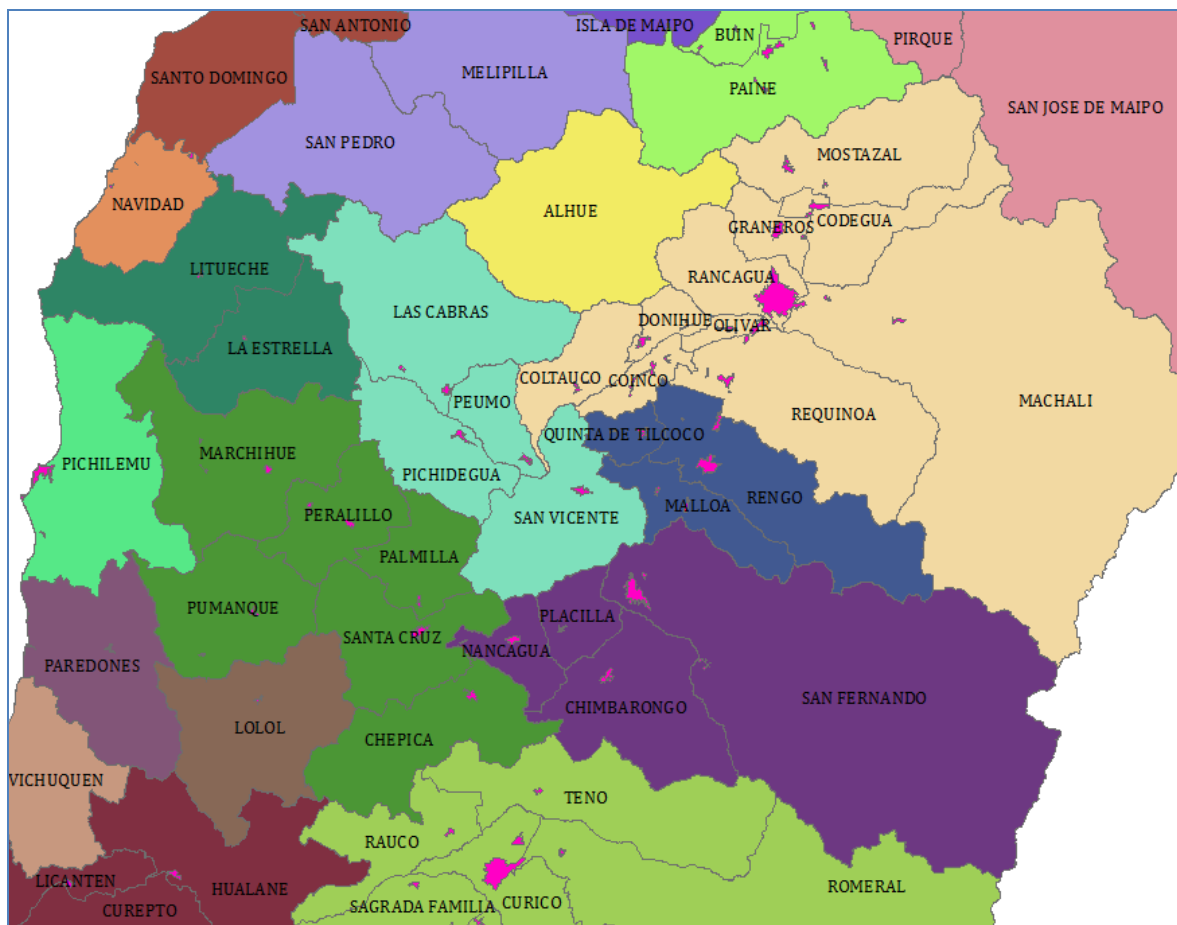 SAN ANTONIO
ISLA DE MAIPO
BUIN
PIRQUE
SANTO DOMINGO
MELIPILLA
PAINE
SAN JOSE DE MAIPO
SAN PEDRO
MOSTAZAL
NAVIDAD
ALHUE
GRANEROS
CODEGUA
LITUECHE
RANCAGUA
LAS CABRAS
DONIHUE
OLIVAR
LA ESTRELLA
COLTAUCO
COINCO
PEUMO
REQUINOA
MACHALI
QUINTA DE TILCOCO
MARCHIHUE
PICHILEMU
PICHIDEGUA
RENGO
MALLOA
PERALILLO
SAN VICENTE
PALMILLA
PUMANQUE
PLACILLA
SANTA CRUZ
NANCAGUA
PAREDONES
SAN FERNANDO
CHIMBARONGO
LOLOL
CHEPICA
VICHUQUEN
TENO
RAUCO
LICANTEN
HUALANE
ROMERAL
CUREPTO
SAGRADA FAMILIA
CURICO